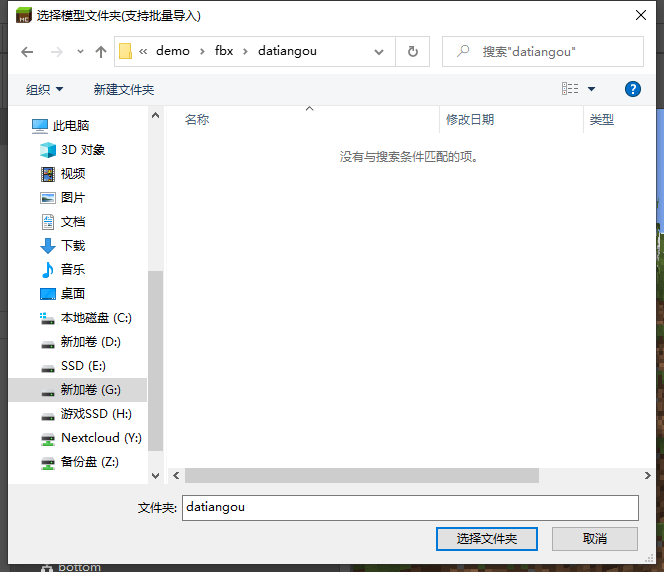 选择模型文件夹(支持批量导入)
« demo › fbx › datiangou
搜索"datiangou"
组织
新建文件夹
名称
修改日期
类型
没有与搜索条件匹配的项。
此电脑
3D 对象
视频
图片
文档
下载
音乐
桌面
本地磁盘 (C:)
新加卷 (D:)
SSD (E:)
新加卷 (G:)
游戏SSD (H:)
Nextcloud (Y:)
备份盘 (Z:)
文件夹: datiangou
选择文件夹
取消
bottom